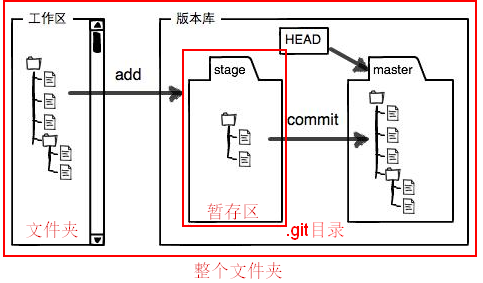 工作区
版本库
HEAD
stage
master
add
commit
文件夹
暂存区
.git目录
整个文件夹